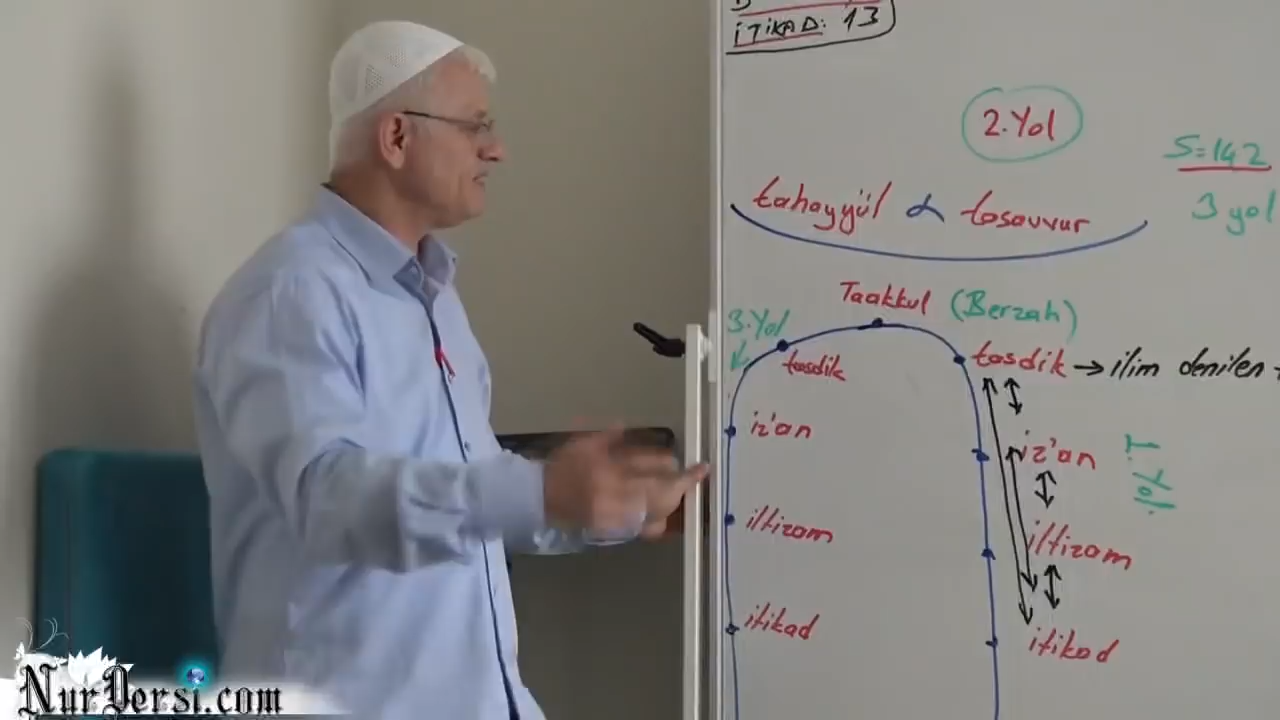 İTİKAD: 13
2.Yol
S=142
3 yol
tahayyül & tasavvur
Taakkul (Berzah)
3.Yol
tasdik
tasdik → ilim denilen
iz'an
iz'an
1. Yol
iltizam
iltizam
itikad
itikad
NurDersi.com